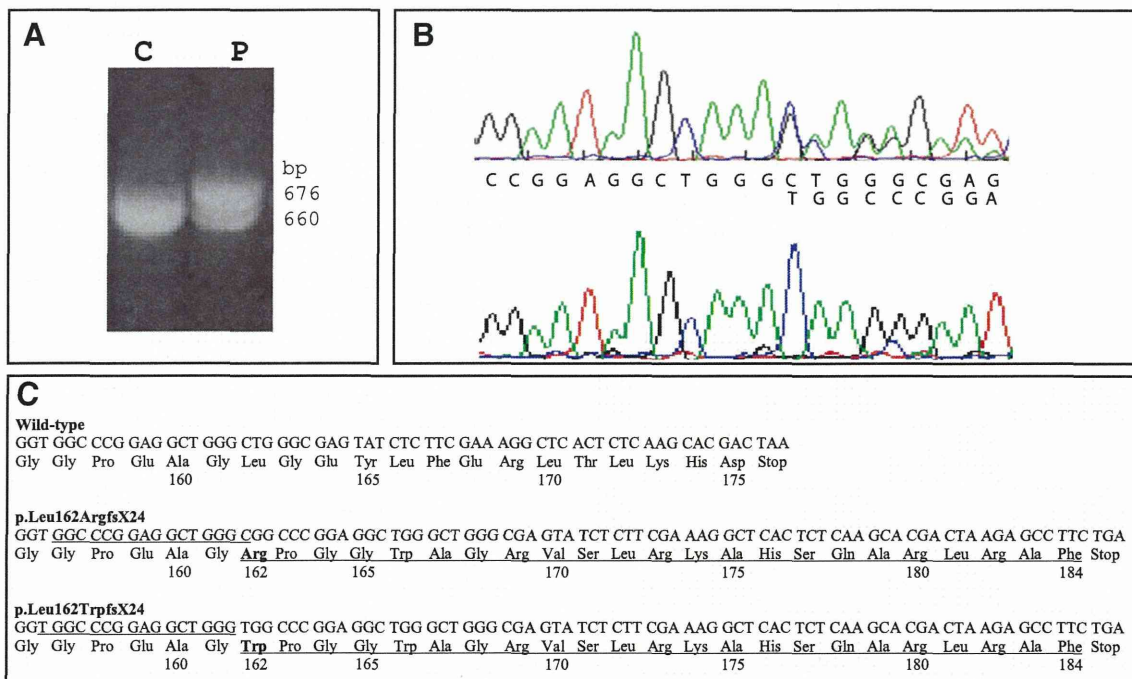 A
C P
bp
676
660
B
C C G G A G G C T G G G C T G G G C G A G
T G G C C C G G A
C
Wild-type
GGT GGC CCG GAG GCT GGG CTG GGC GAG TAT CTC TTC GAA AGG CTC ACT CTC AAG CAC GAC TAA
Gly Gly Pro Glu Ala Gly Leu Gly Glu Tyr Leu Phe Glu Arg Leu Thr Leu Lys His Asp Stop
160 165 170 175
p.Leu162ArgfsX24
GGT GGC CCG GAG GCT GGG CGG CCC GGA GGC TGG GCT GGG CGA GTA TCT CTT CGA AAG GCT CAC TCT CAA GCA CGA CTA AGA GCC TTC TGA
Gly Gly Pro Glu Ala Gly Arg Pro Gly Gly Trp Ala Gly Arg Val Ser Leu Arg Lys Ala His Ser Gln Ala Arg Leu Arg Ala Phe Stop
160 162 165 170 175 180 184
p.Leu162TrpfsX24
GGT GGC CCG GAG GCT GGG TGG CCC GGA GGC TGG GCT GGG CGA GTA TCT CTT CGA AAG GCT CAC TCT CAA GCA CGA CTA AGA GCC TTC TGA
Gly Gly Pro Glu Ala Gly Trp Pro Gly Gly Trp Ala Gly Arg Val Ser Leu Arg Lys Ala His Ser Gln Ala Arg Leu Arg Ala Phe Stop
160 162 165 170 175 180 184